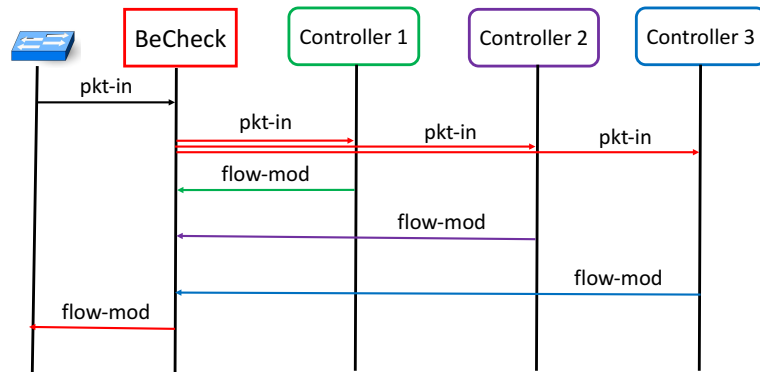 BeCheck
Controller 1
Controller 2
Controller 3
pkt-in
pkt-in
pkt-in
pkt-in
flow-mod
flow-mod
flow-mod
flow-mod